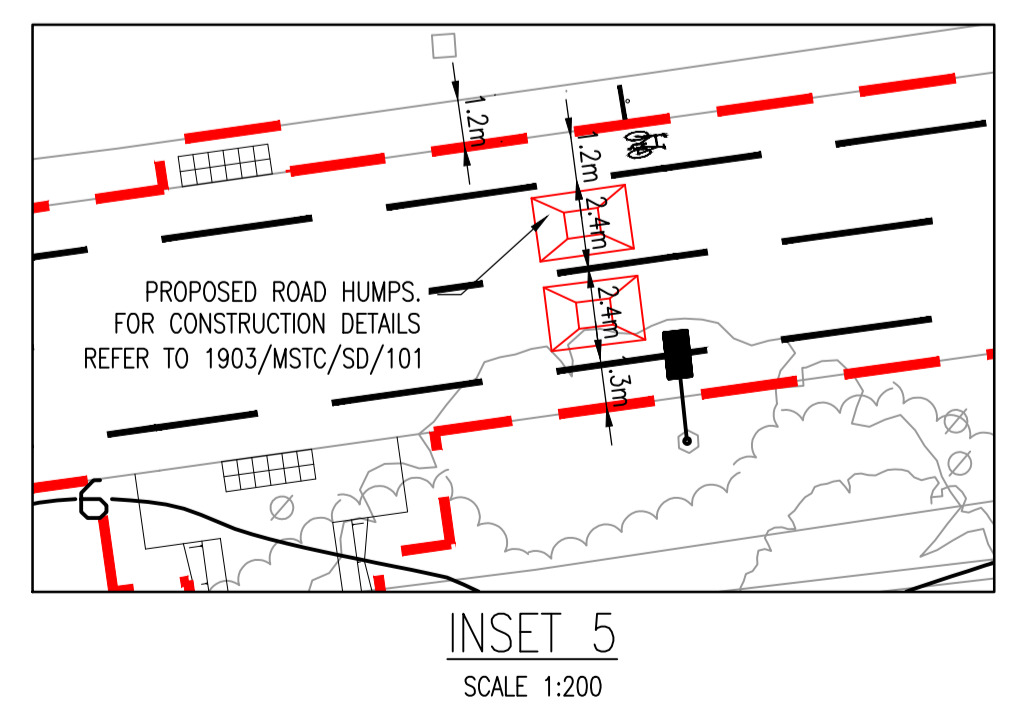 1.2m
1.2m
2.4m
2.4m
.3m
PROPOSED ROAD HUMPS.
FOR CONSTRUCTION DETAILS
REFER TO 1903/MSTC/SD/101
6
INSET 5
SCALE 1:200